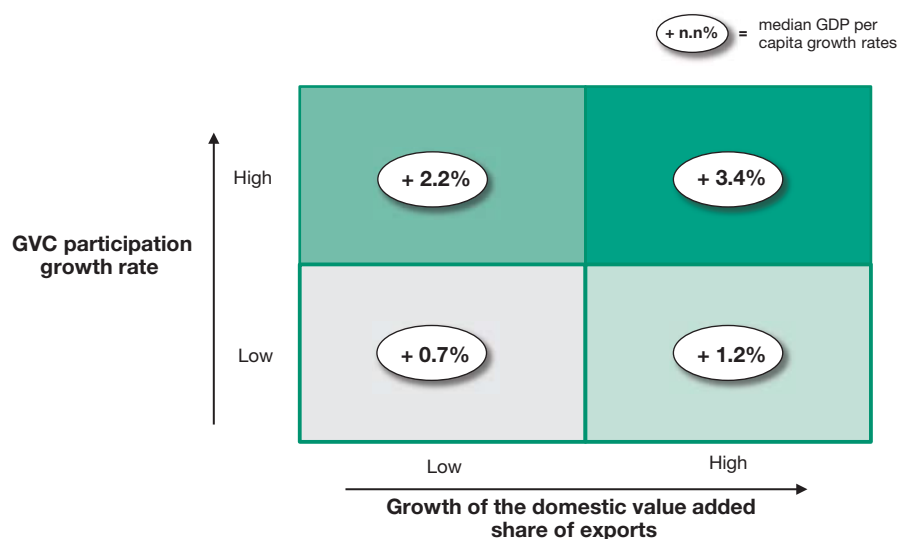 + n.n% = median GDP per
capita growth rates
High
+ 2.2%
+ 3.4%
GVC participation
growth rate
Low
+ 0.7%
+ 1.2%
Low
High
Growth of the domestic value added
share of exports